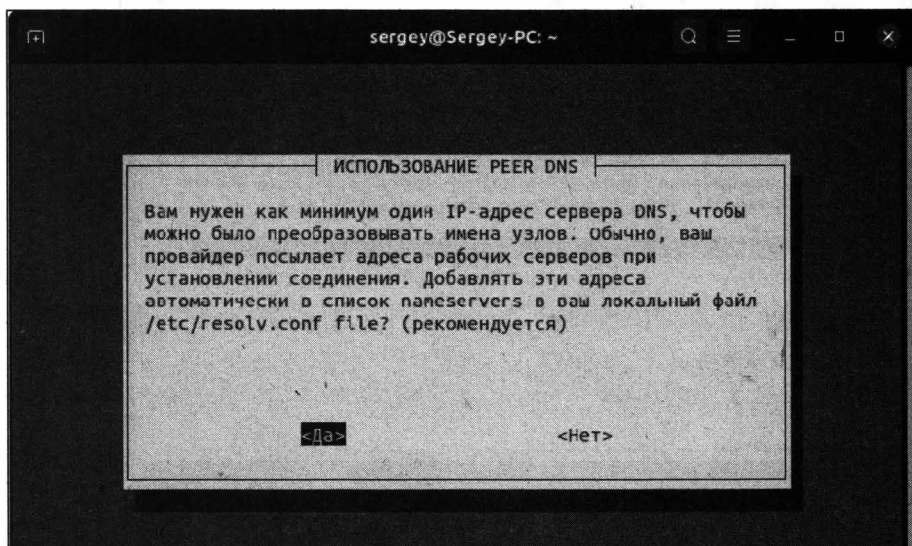 sergey@Sergey-PC: ~
ИСПОЛЬЗОВАНИЕ PEER DNS
Вам нужен как минимум один IP-адрес сервера DNS, чтобы
можно было преобразовывать имена узлов. Обычно, ваш
провайдер посылает адреса рабочих серверов при
установлении соединения. Добавлять эти адреса
автоматически в список nameservers в ваш локальный файл
/etc/resolv.conf file? (рекомендуется)
<Да> <Нет>